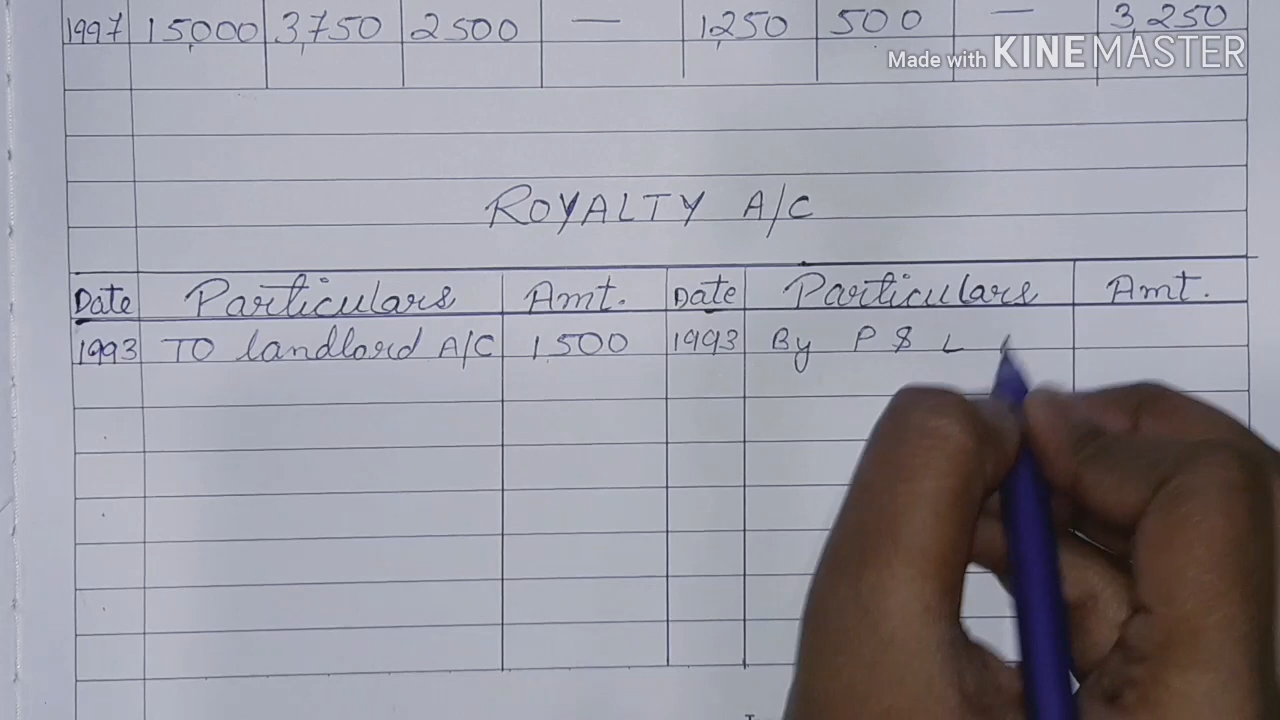 1997 15,000 3,750 2500 — 1,250 500 — 3,250
Made with KINEMASTER
ROYALTY A/C
Date Particulars Amt. Date Particulars Amt.
1993 TO landlord A/C 1,500 1993 By P & L